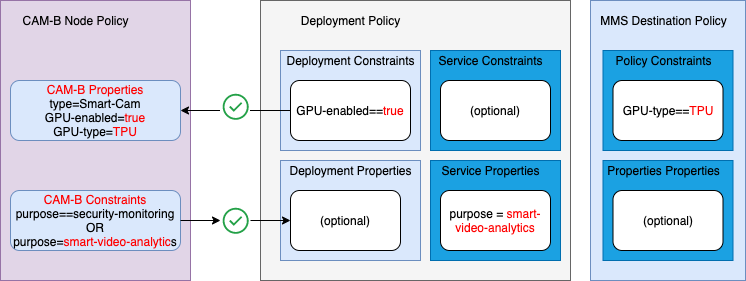 CAM-B Node Policy
CAM-B Properties
type=Smart-Cam
GPU-enabled=true
GPU-type=TPU
CAM-B Constraints
purpose==security-monitoring
OR
purpose=smart-video-analytics
Deployment Policy
Deployment Constraints
GPU-enabled==true
Service Constraints
(optional)
Deployment Properties
(optional)
Service Properties
purpose = smart-
video-analytics
MMS Destination Policy
Policy Constraints
GPU-type==TPU
Properties Properties
(optional)